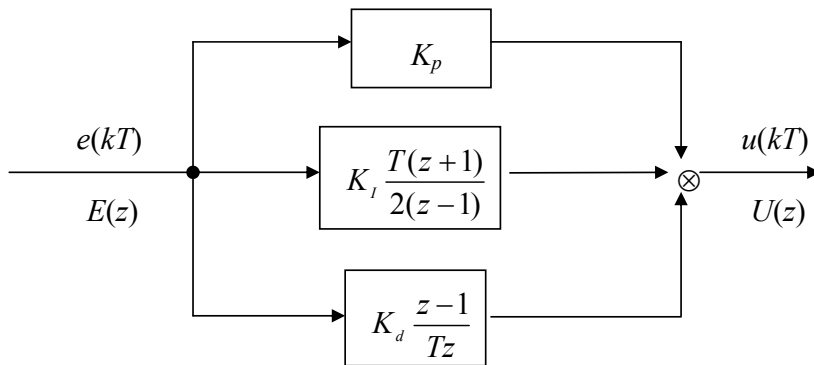 K_p
e(kT)
K_I T(z+1)/2(z−1)
u(kT)
E(z)
U(z)
K_d z−1/Tz